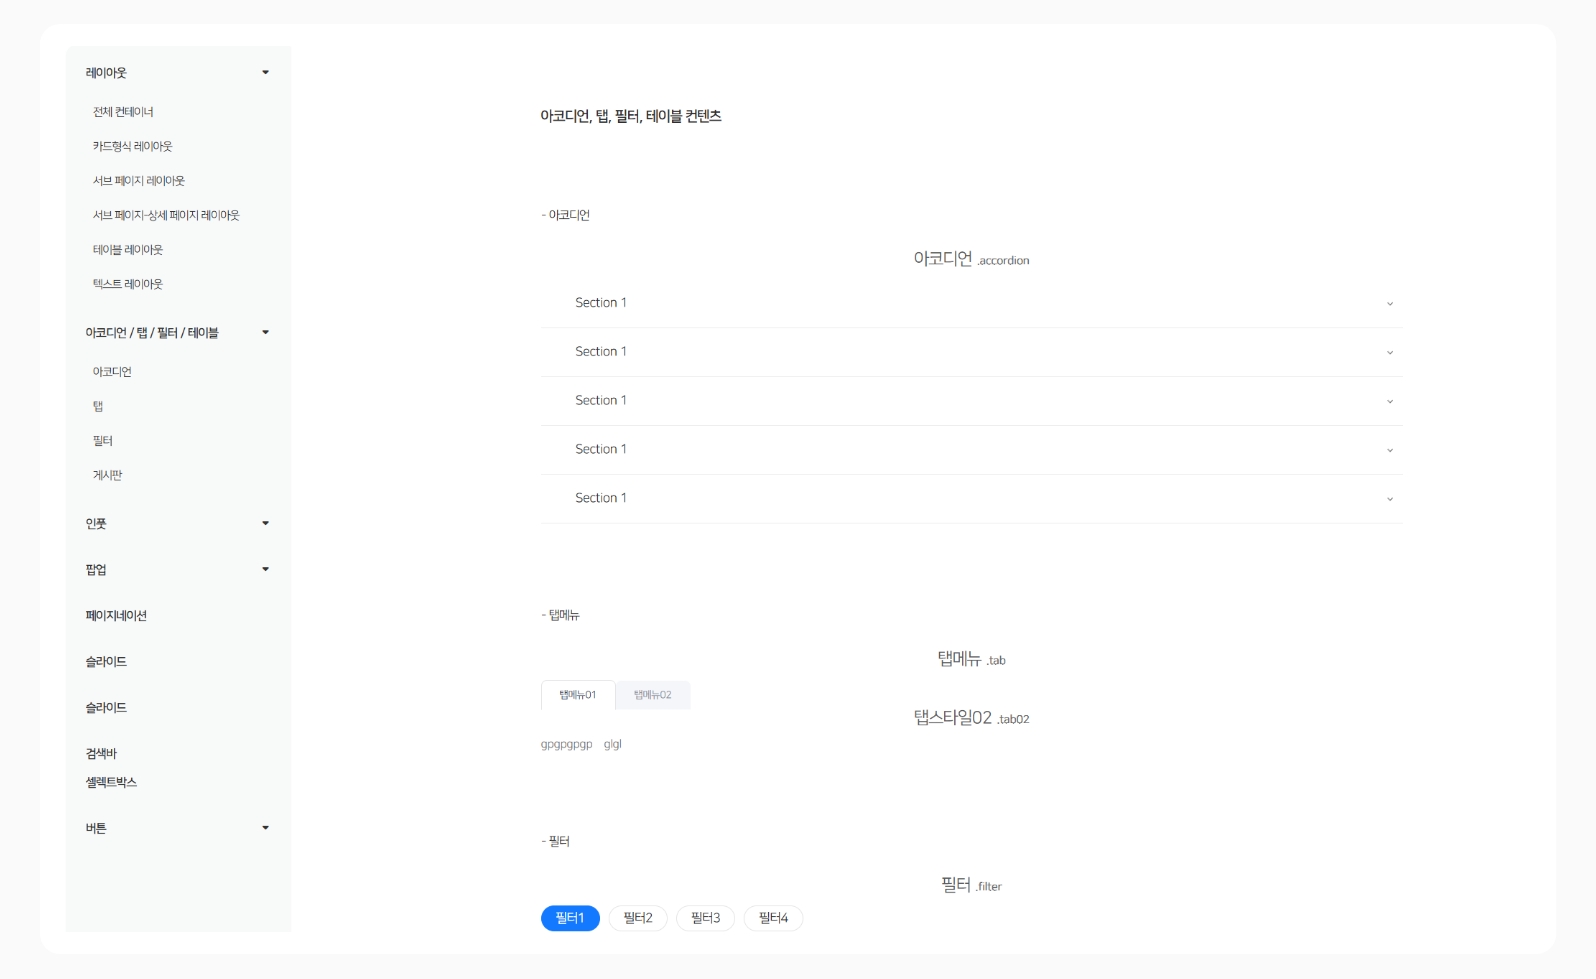 레이아웃
전체 컨테이너
카드형식 레이아웃
서브 페이지 레이아웃
서브 페이지-상세 페이지 레이아웃
테이블 레이아웃
텍스트 레이아웃
아코디언 / 탭 / 필터 / 테이블
아코디언
탭
필터
게시판
인풋
팝업
페이지네이션
슬라이드
슬라이드
검색바
셀렉트박스
버튼
아코디언, 탭, 필터, 테이블 컨텐츠
- 아코디언
아코디언 .accordion
Section 1
Section 1
Section 1
Section 1
Section 1
- 탭메뉴
탭메뉴 .tab
탭메뉴01 탭메뉴02
탭스타일02 .tab02
gpgpgpgp glgl
- 필터
필터 .filter
필터1 필터2 필터3 필터4